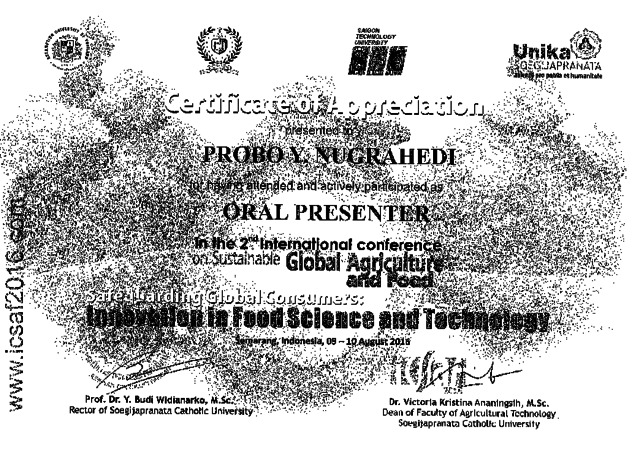 SAIGON
TECHNOLOGY
UNIVERSITY
Unika
SOEGIJAPRANATA
Certificate of Appreciation
presented to
PROBO Y. NUGRAHEDI
for having attended and actively participated as
ORAL PRESENTER
in the 2nd International conference
on Sustainable Global Agriculture
and Food
Safeguarding Global Consumers:
Innovation in Food Science and Technology
Semarang, Indonesia, 09 – 10 August 2016
Prof. Dr. Y. Budi Widianarko, M.Sc.
Rector of Soegijapranata Catholic University
Dr. Victoria Kristina Ananingsih, M.Sc.
Dean of Faculty of Agricultural Technology
Soegijapranata Catholic University
www.icsaf2016.com